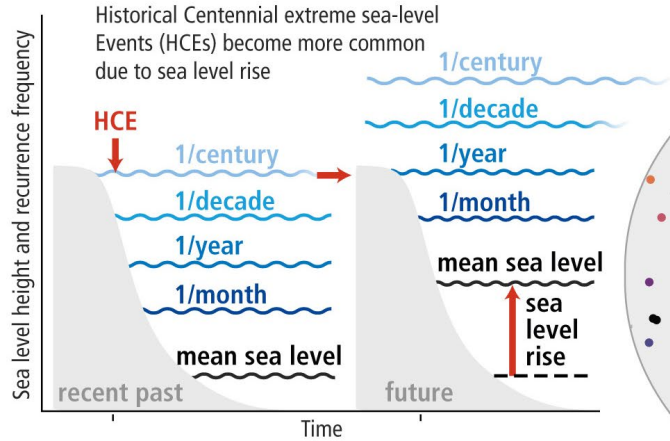 Historical Centennial extreme sea-level
Events (HCEs) become more common
due to sea level rise
Sea level height and recurrence frequency
HCE
1/century
1/decade
1/year
1/month
mean sea level
recent past
1/century
1/decade
1/year
1/month
mean sea level
sea
level
rise
future
Time